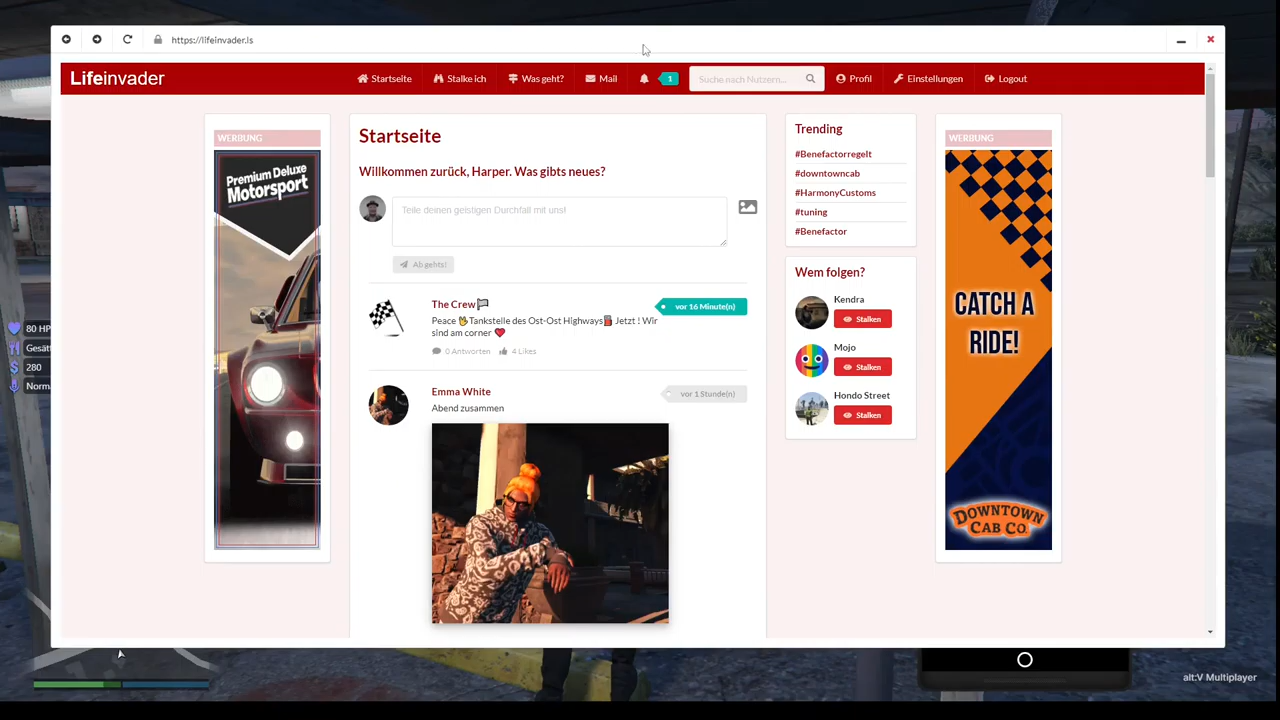 https://lifeinvader.ls
Lifeinvader
Startseite
Stalke ich
Was geht?
Mail
1
Suche nach Nutzern...
Profil
Einstellungen
Logout
WERBUNG
Premium Deluxe
Motorsport
Startseite
Willkommen zurück, Harper. Was gibts neues?
Teile deinen geistigen Durchfall mit uns!
Ab gehts!
The Crew
vor 16 Minute(n)
Peace Tankstelle des Ost-Ost Highways Jetzt ! Wir
sind am corner
0 Antworten 4 Likes
Emma White
vor 1 Stunde(n)
Abend zusammen
Trending
#Benefactorregelt
#downtowncab
#HarmonyCustoms
#tuning
#Benefactor
Wem folgen?
Kendra
Stalken
Mojo
Stalken
Hondo Street
Stalken
WERBUNG
CATCH A
RIDE!
DOWNTOWN
CAB CO.
80 HP
Gesätt
280
Norm
alt:V Multiplayer